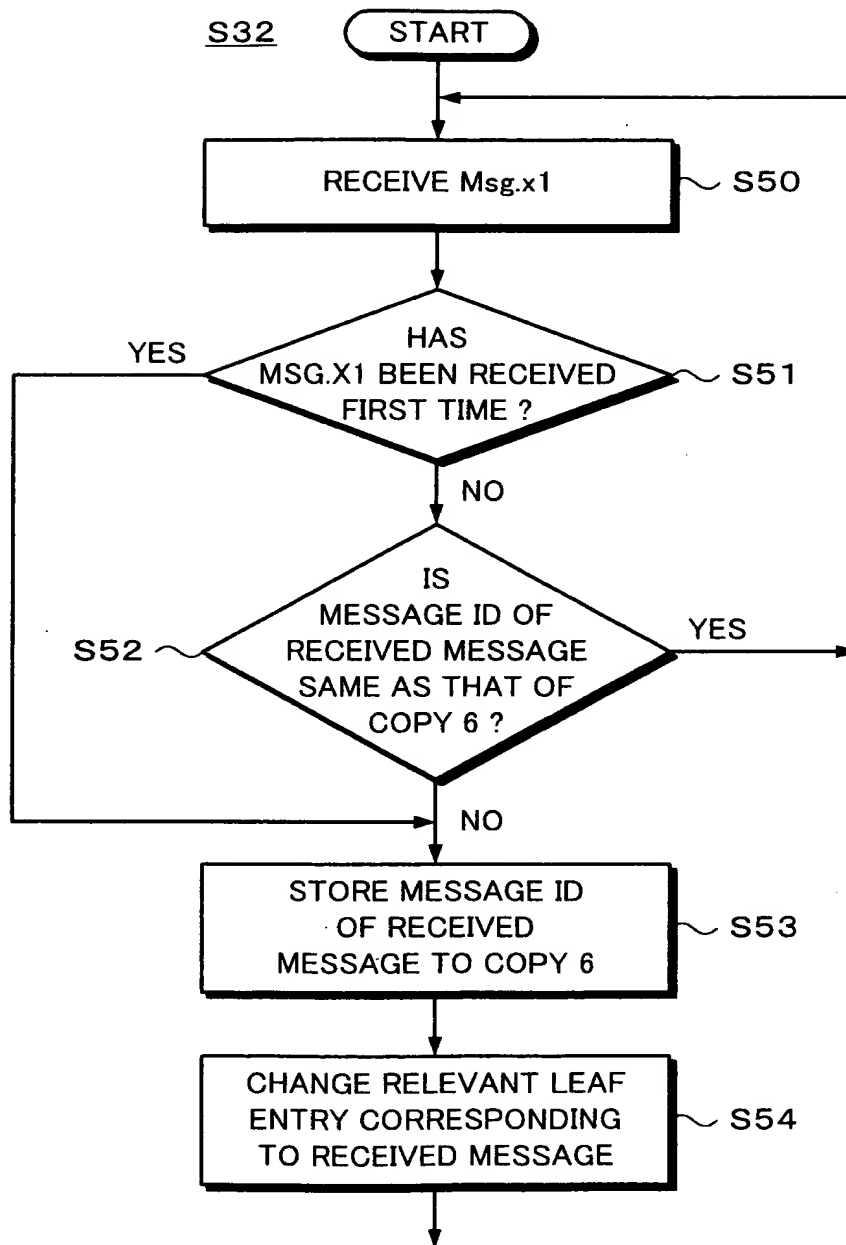 S32
START
RECEIVE Msg.x1
S50
HAS
MSG.X1 BEEN RECEIVED
FIRST TIME ?
S51
YES
NO
IS
MESSAGE ID OF
RECEIVED MESSAGE
SAME AS THAT OF
COPY 6 ?
S52
YES
NO
STORE MESSAGE ID
OF RECEIVED
MESSAGE TO COPY 6
S53
CHANGE RELEVANT LEAF
ENTRY CORRESPONDING
TO RECEIVED MESSAGE
S54